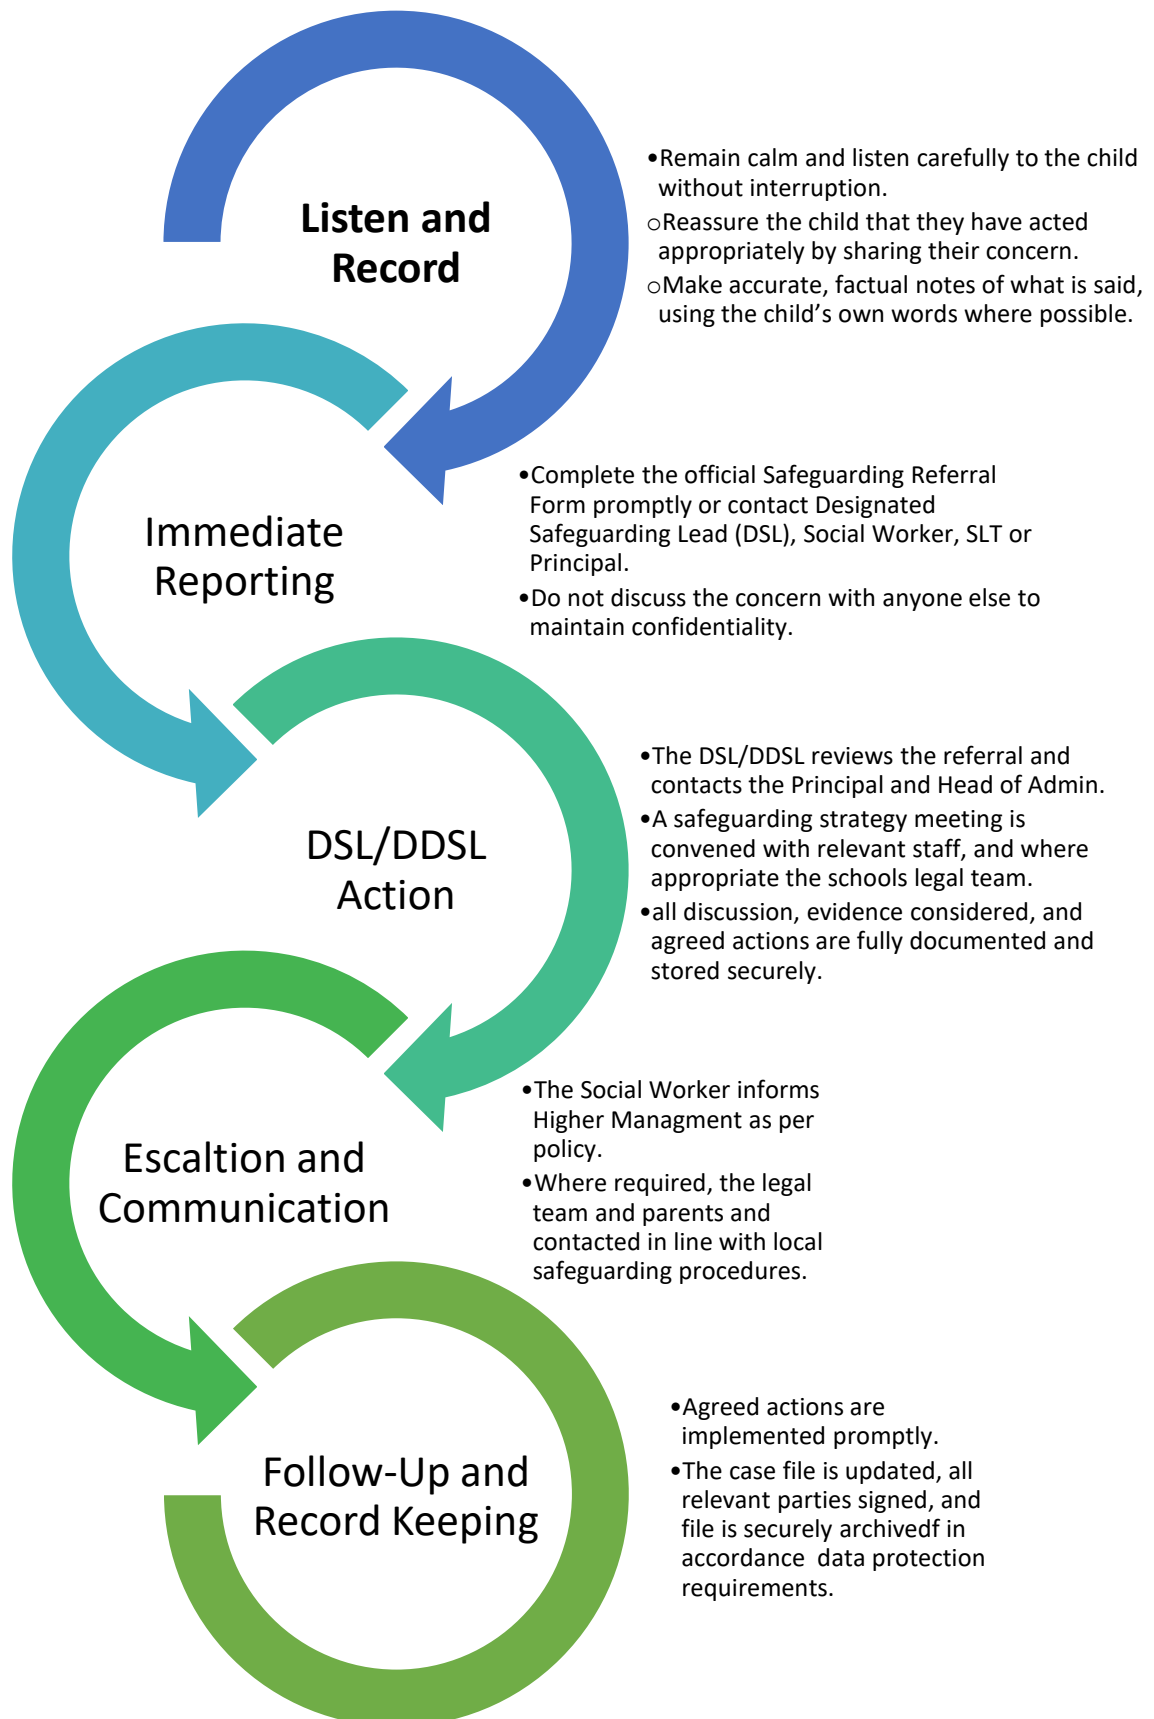 Listen and
Record
•Remain calm and listen carefully to the child
without interruption.
oReassure the child that they have acted
appropriately by sharing their concern.
oMake accurate, factual notes of what is said,
using the child’s own words where possible.
Immediate
Reporting
•Complete the official Safeguarding Referral
Form promptly or contact Designated
Safeguarding Lead (DSL), Social Worker, SLT or
Principal.
•Do not discuss the concern with anyone else to
maintain confidentiality.
DSL/DDSL
Action
•The DSL/DDSL reviews the referral and
contacts the Principal and Head of Admin.
•A safeguarding strategy meeting is
convened with relevant staff, and where
appropriate the schools legal team.
•all discussion, evidence considered, and
agreed actions are fully documented and
stored securely.
Escaltion and
Communication
•The Social Worker informs
Higher Managment as per
policy.
•Where required, the legal
team and parents and
contacted in line with local
safeguarding procedures.
Follow-Up and
Record Keeping
•Agreed actions are
implemented promptly.
•The case file is updated, all
relevant parties signed, and
file is securely archivedf in
accordance  data protection
requirements.